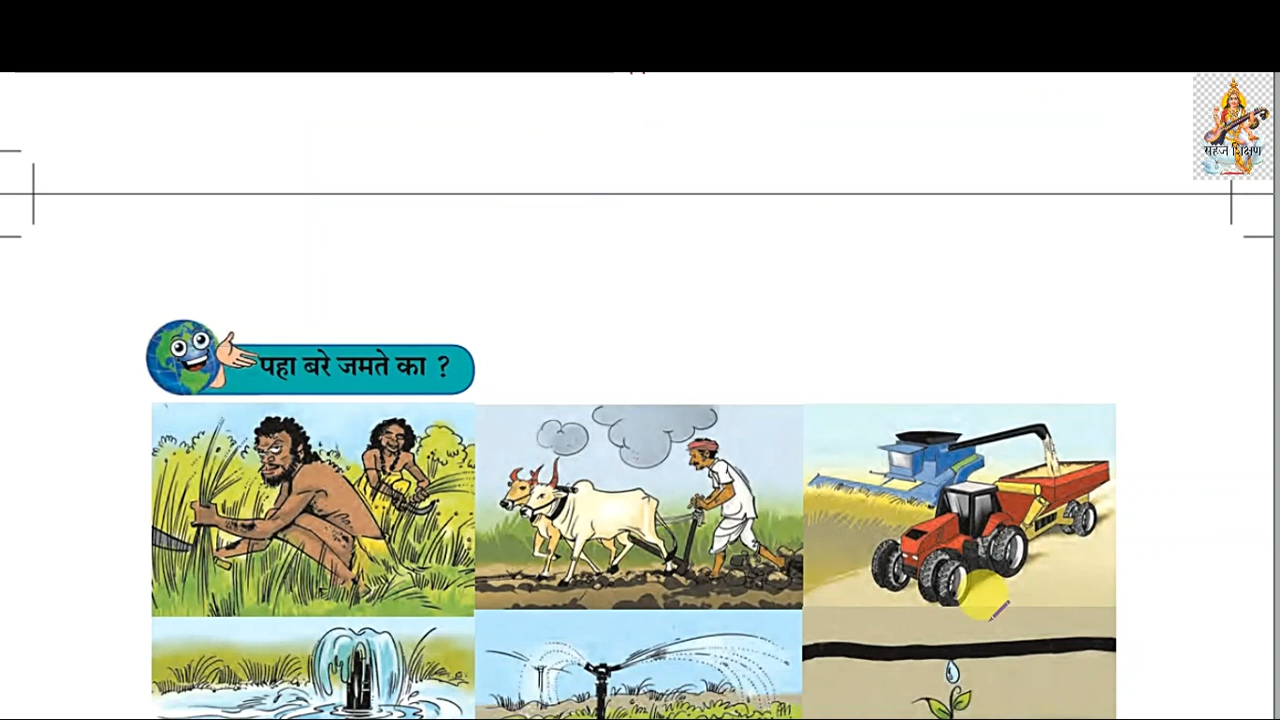 सहज शिक्षण
पहा बरे जमते का ?